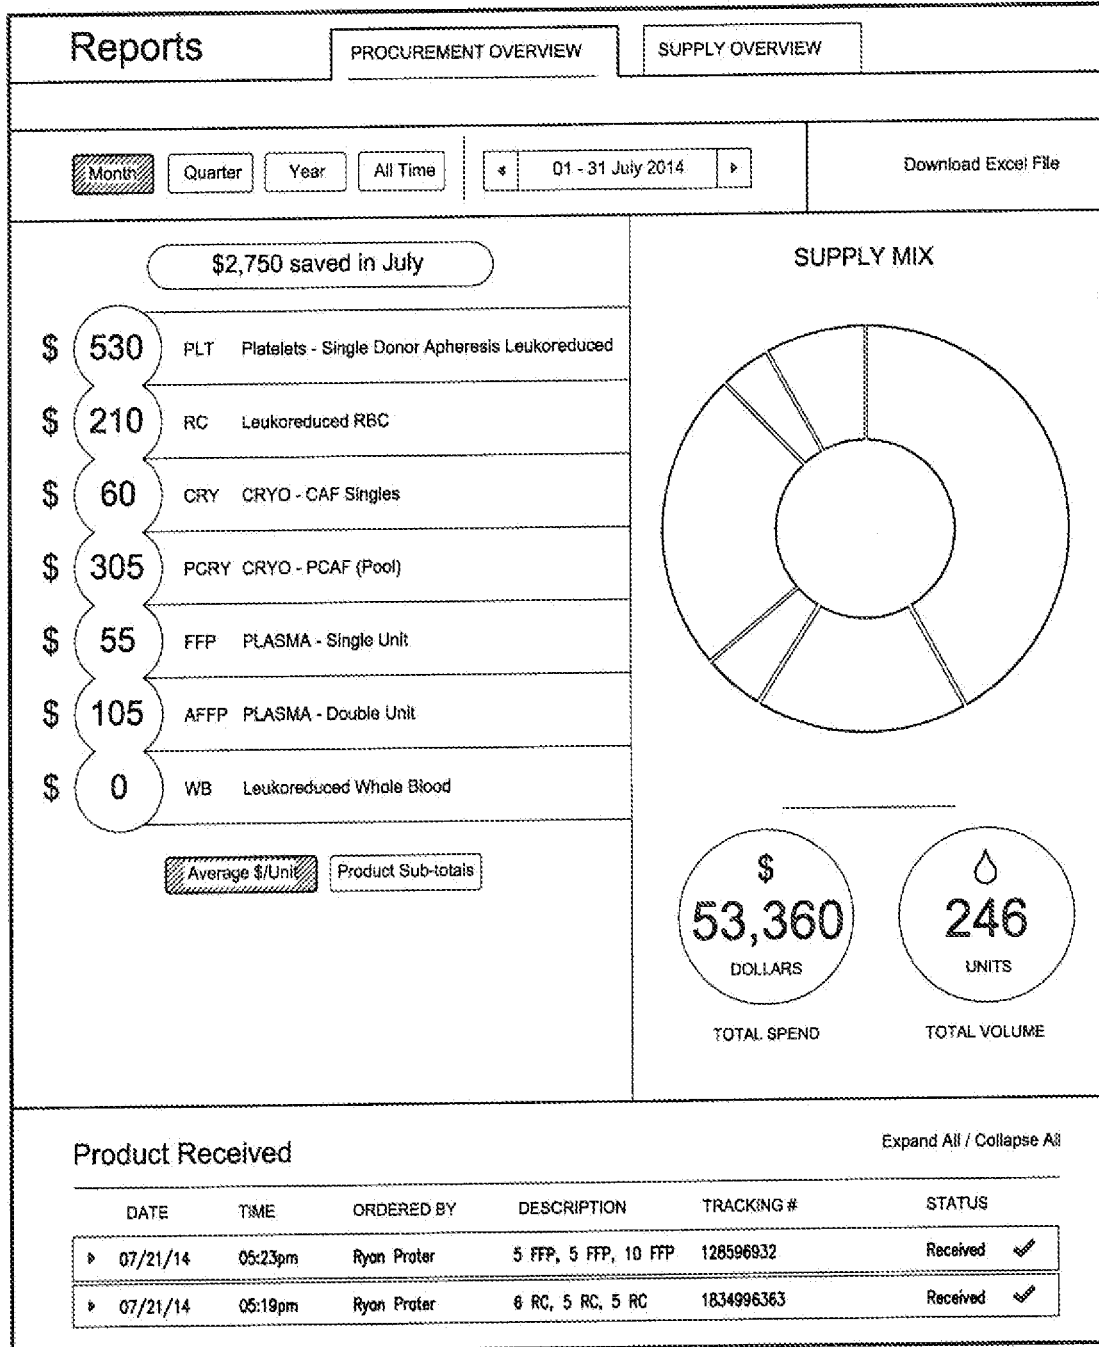 Reports
PROCUREMENT OVERVIEW
SUPPLY OVERVIEW
Month Quarter Year All Time
01 - 31 July 2014
Download Excel File
$2,750 saved in July
$ 530 PLT Platelets - Single Donor Apheresis Leukoreduced
$ 210 RC Leukoreduced RBC
$ 60 CRY CRYO - CAF Singles
$ 305 PCRY CRYO - PCAF (Pool)
$ 55 FFP PLASMA - Single Unit
$ 105 AFFP PLASMA - Double Unit
$ 0 WB Leukoreduced Whole Blood
Average $/Unit Product Sub-totals
SUPPLY MIX
$
53,360
DOLLARS
TOTAL SPEND
246
UNITS
TOTAL VOLUME
Product Received
Expand All / Collapse All
DATE TIME ORDERED BY DESCRIPTION TRACKING # STATUS
07/21/14 05:23pm Ryan Prater 5 FFP, 5 FFP, 10 FFP 128596932 Received
07/21/14 05:19pm Ryan Prater 6 RC, 5 RC, 5 RC 1834996363 Received